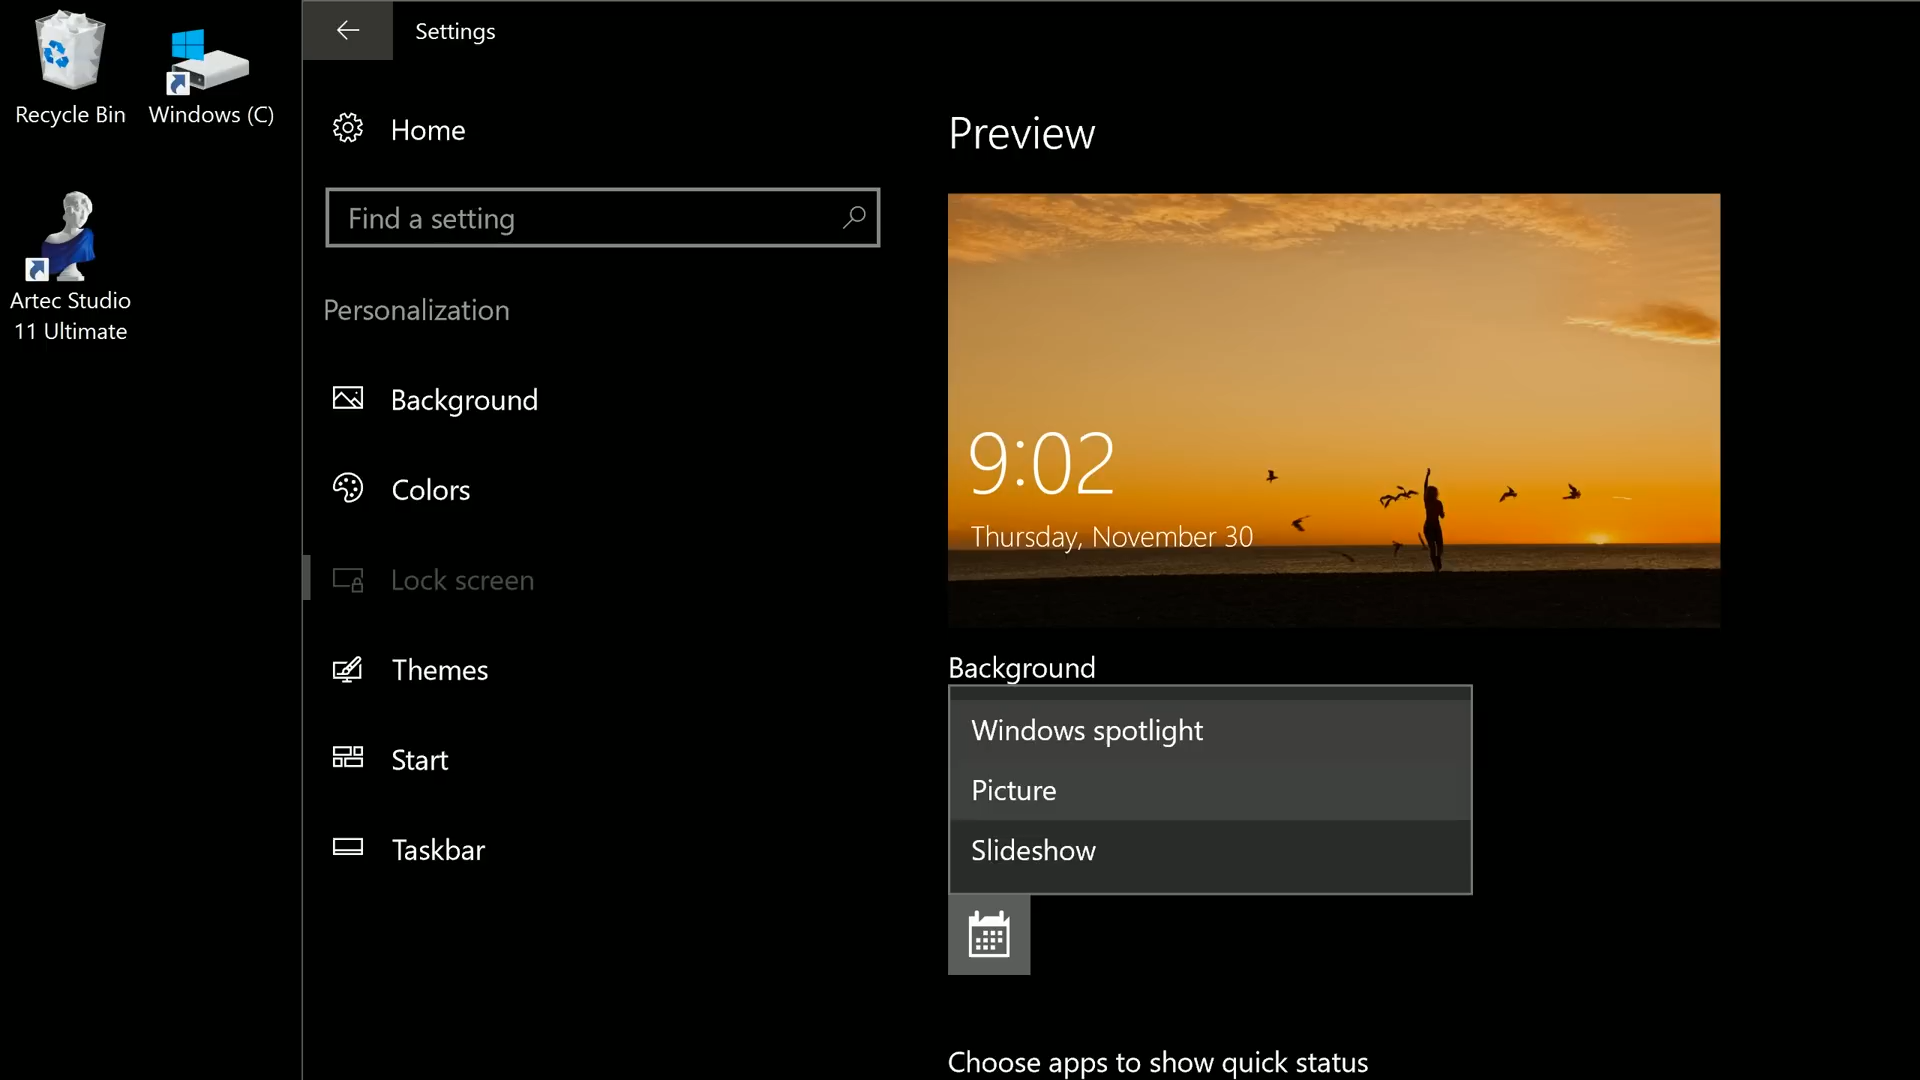 Recycle Bin
Windows (C)
Artec Studio
11 Ultimate
Settings
Home
Find a setting
Personalization
Background
Colors
Lock screen
Themes
Start
Taskbar
Preview
9:02
Thursday, November 30
Background
Windows spotlight
Picture
Slideshow
Choose apps to show quick status